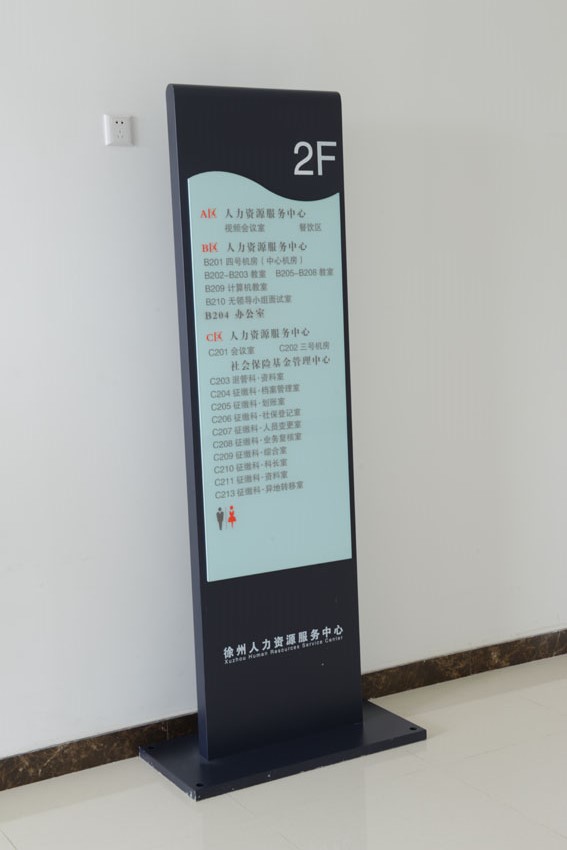 2F
A区 人力资源服务中心
视频会议室 餐饮区
B区 人力资源服务中心
B201 四号机房(中心机房)
B202-B203 教室 B205-B208 教室
B209 计算机教室
B210 无领导小组面试室
B204 办公室
C区 人力资源服务中心
C201 会议室 C202 三号机房
社会保险基金管理中心
C203 退管科-资料室
C204 征缴科-档案管理室
C205 征缴科-划账室
C206 征缴科-社保登记室
C207 征缴科-人员变更室
C208 征缴科-业务复核室
C209 征缴科-综合室
C210 征缴科-科长室
C211 征缴科-资料室
C213 征缴科-异地转移室
徐州人力资源服务中心
Xuzhou Human Resources Service Center